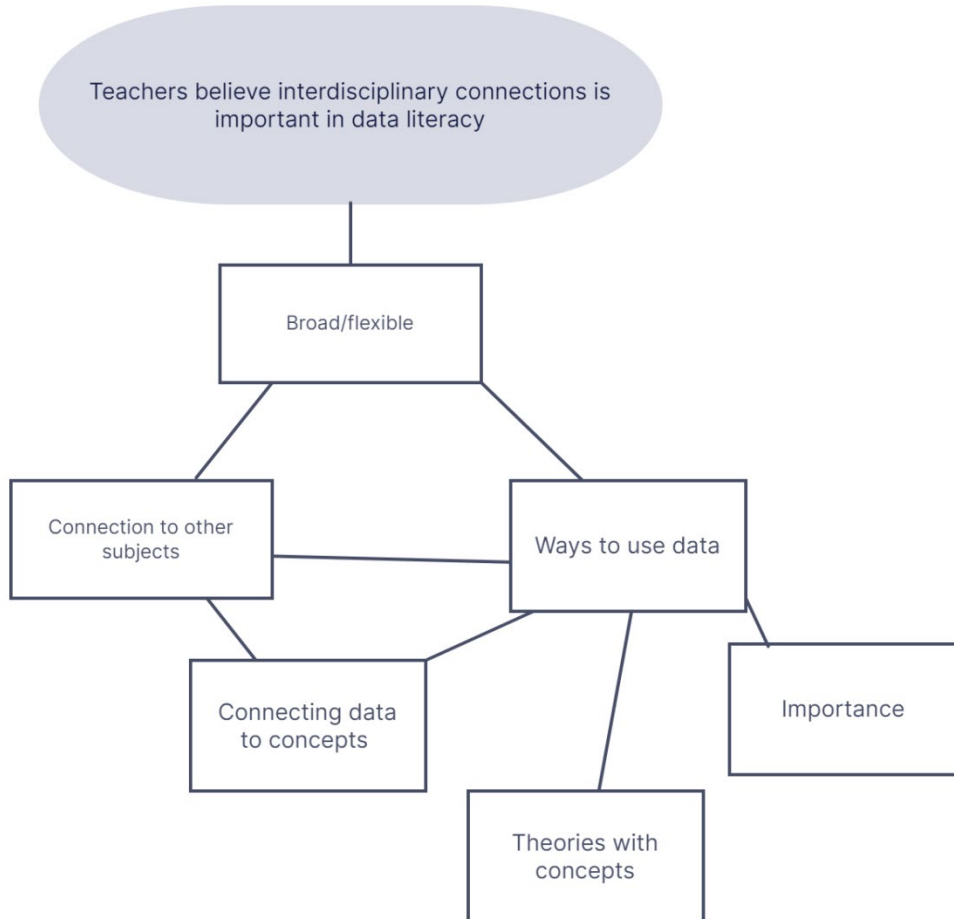 Teachers believe interdisciplinary connections is
important in data literacy
Broad/flexible
Connection to other
subjects
Ways to use data
Connecting data
to concepts
Importance
Theories with
concepts